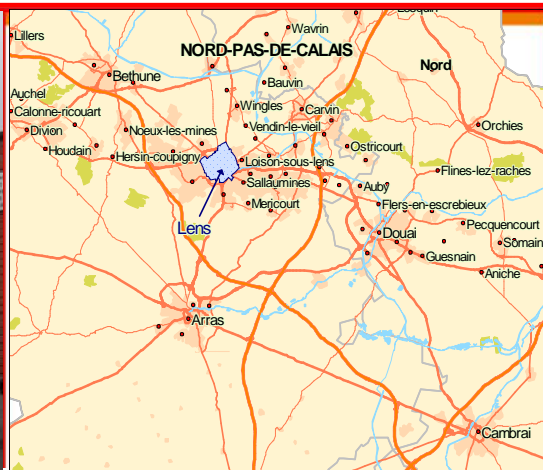 Lesquin
Lillers
Wavrin
NORD-PAS-DE-CALAIS
Nord
Bethune
Bauvin
Auchel
Wingles
Calonne-ricouart
Carvin
Divion
Noeux-les-mines
Vendin-le-vieil
Orchies
Houdain
Hersin-coupigny
Ostricourt
Loison-sous-lens
Flines-lez-raches
Sallaumines
Auby
Mericourt
Flers-en-escrebieux
Lens
Pecquencourt
Douai
Somain
Guesnain
Aniche
Arras
Cambrai